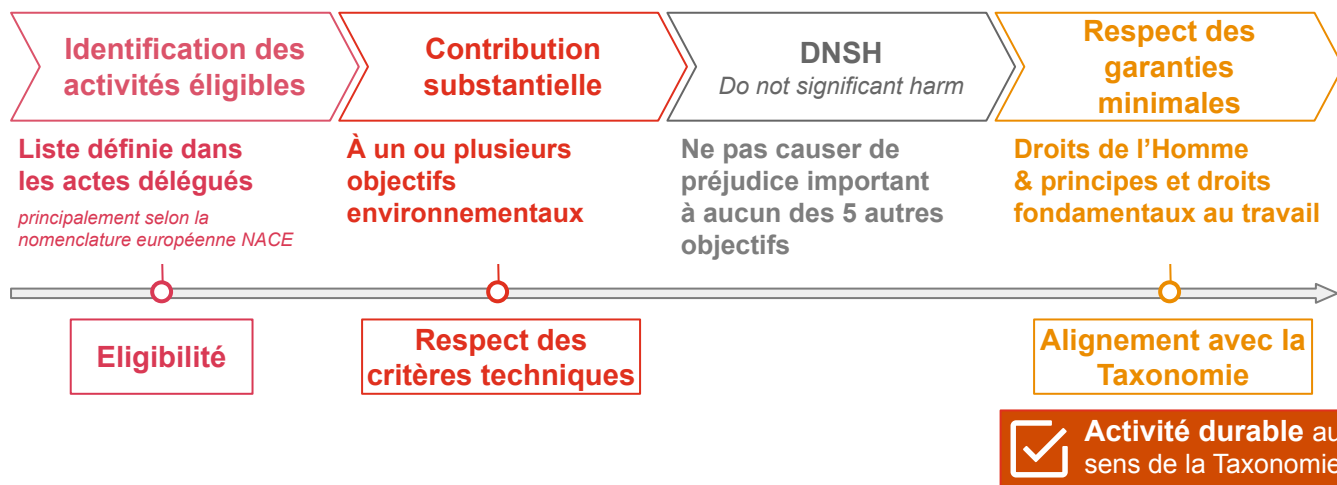 Identification des
activités éligibles
Contribution
substantielle
DNSH
Do not significant harm
Respect des
garanties
minimales
Liste définie dans
les actes délégués
principalement selon la
nomenclature européenne NACE
À un ou plusieurs
objectifs
environnementaux
Ne pas causer de
préjudice important
à aucun des 5 autres
objectifs
Droits de l’Homme
& principes et droits
fondamentaux au travail
Eligibilité
Respect des
critères techniques
Alignement avec la
Taxonomie
Activité durable au
sens de la Taxonomie